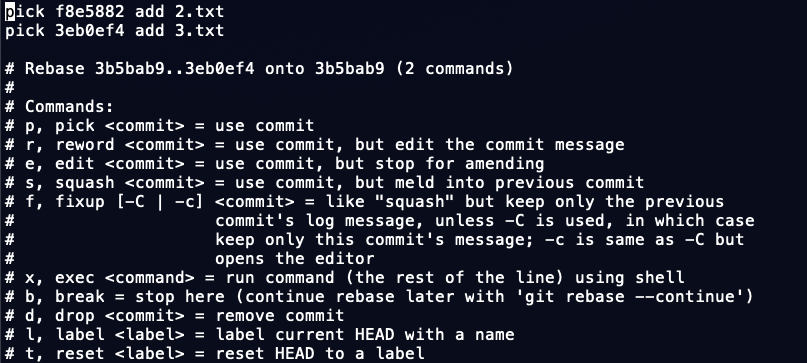 pick f8e5882 add 2.txt
pick 3eb0ef4 add 3.txt

# Rebase 3b5bab9..3eb0ef4 onto 3b5bab9 (2 commands)
#
# Commands:
# p, pick <commit> = use commit
# r, reword <commit> = use commit, but edit the commit message
# e, edit <commit> = use commit, but stop for amending
# s, squash <commit> = use commit, but meld into previous commit
# f, fixup [-C | -c] <commit> = like "squash" but keep only the previous
#                    commit's log message, unless -C is used, in which case
#                    keep only this commit's message; -c is same as -C but
#                    opens the editor
# x, exec <command> = run command (the rest of the line) using shell
# b, break = stop here (continue rebase later with 'git rebase --continue')
# d, drop <commit> = remove commit
# l, label <label> = label current HEAD with a name
# t, reset <label> = reset HEAD to a label